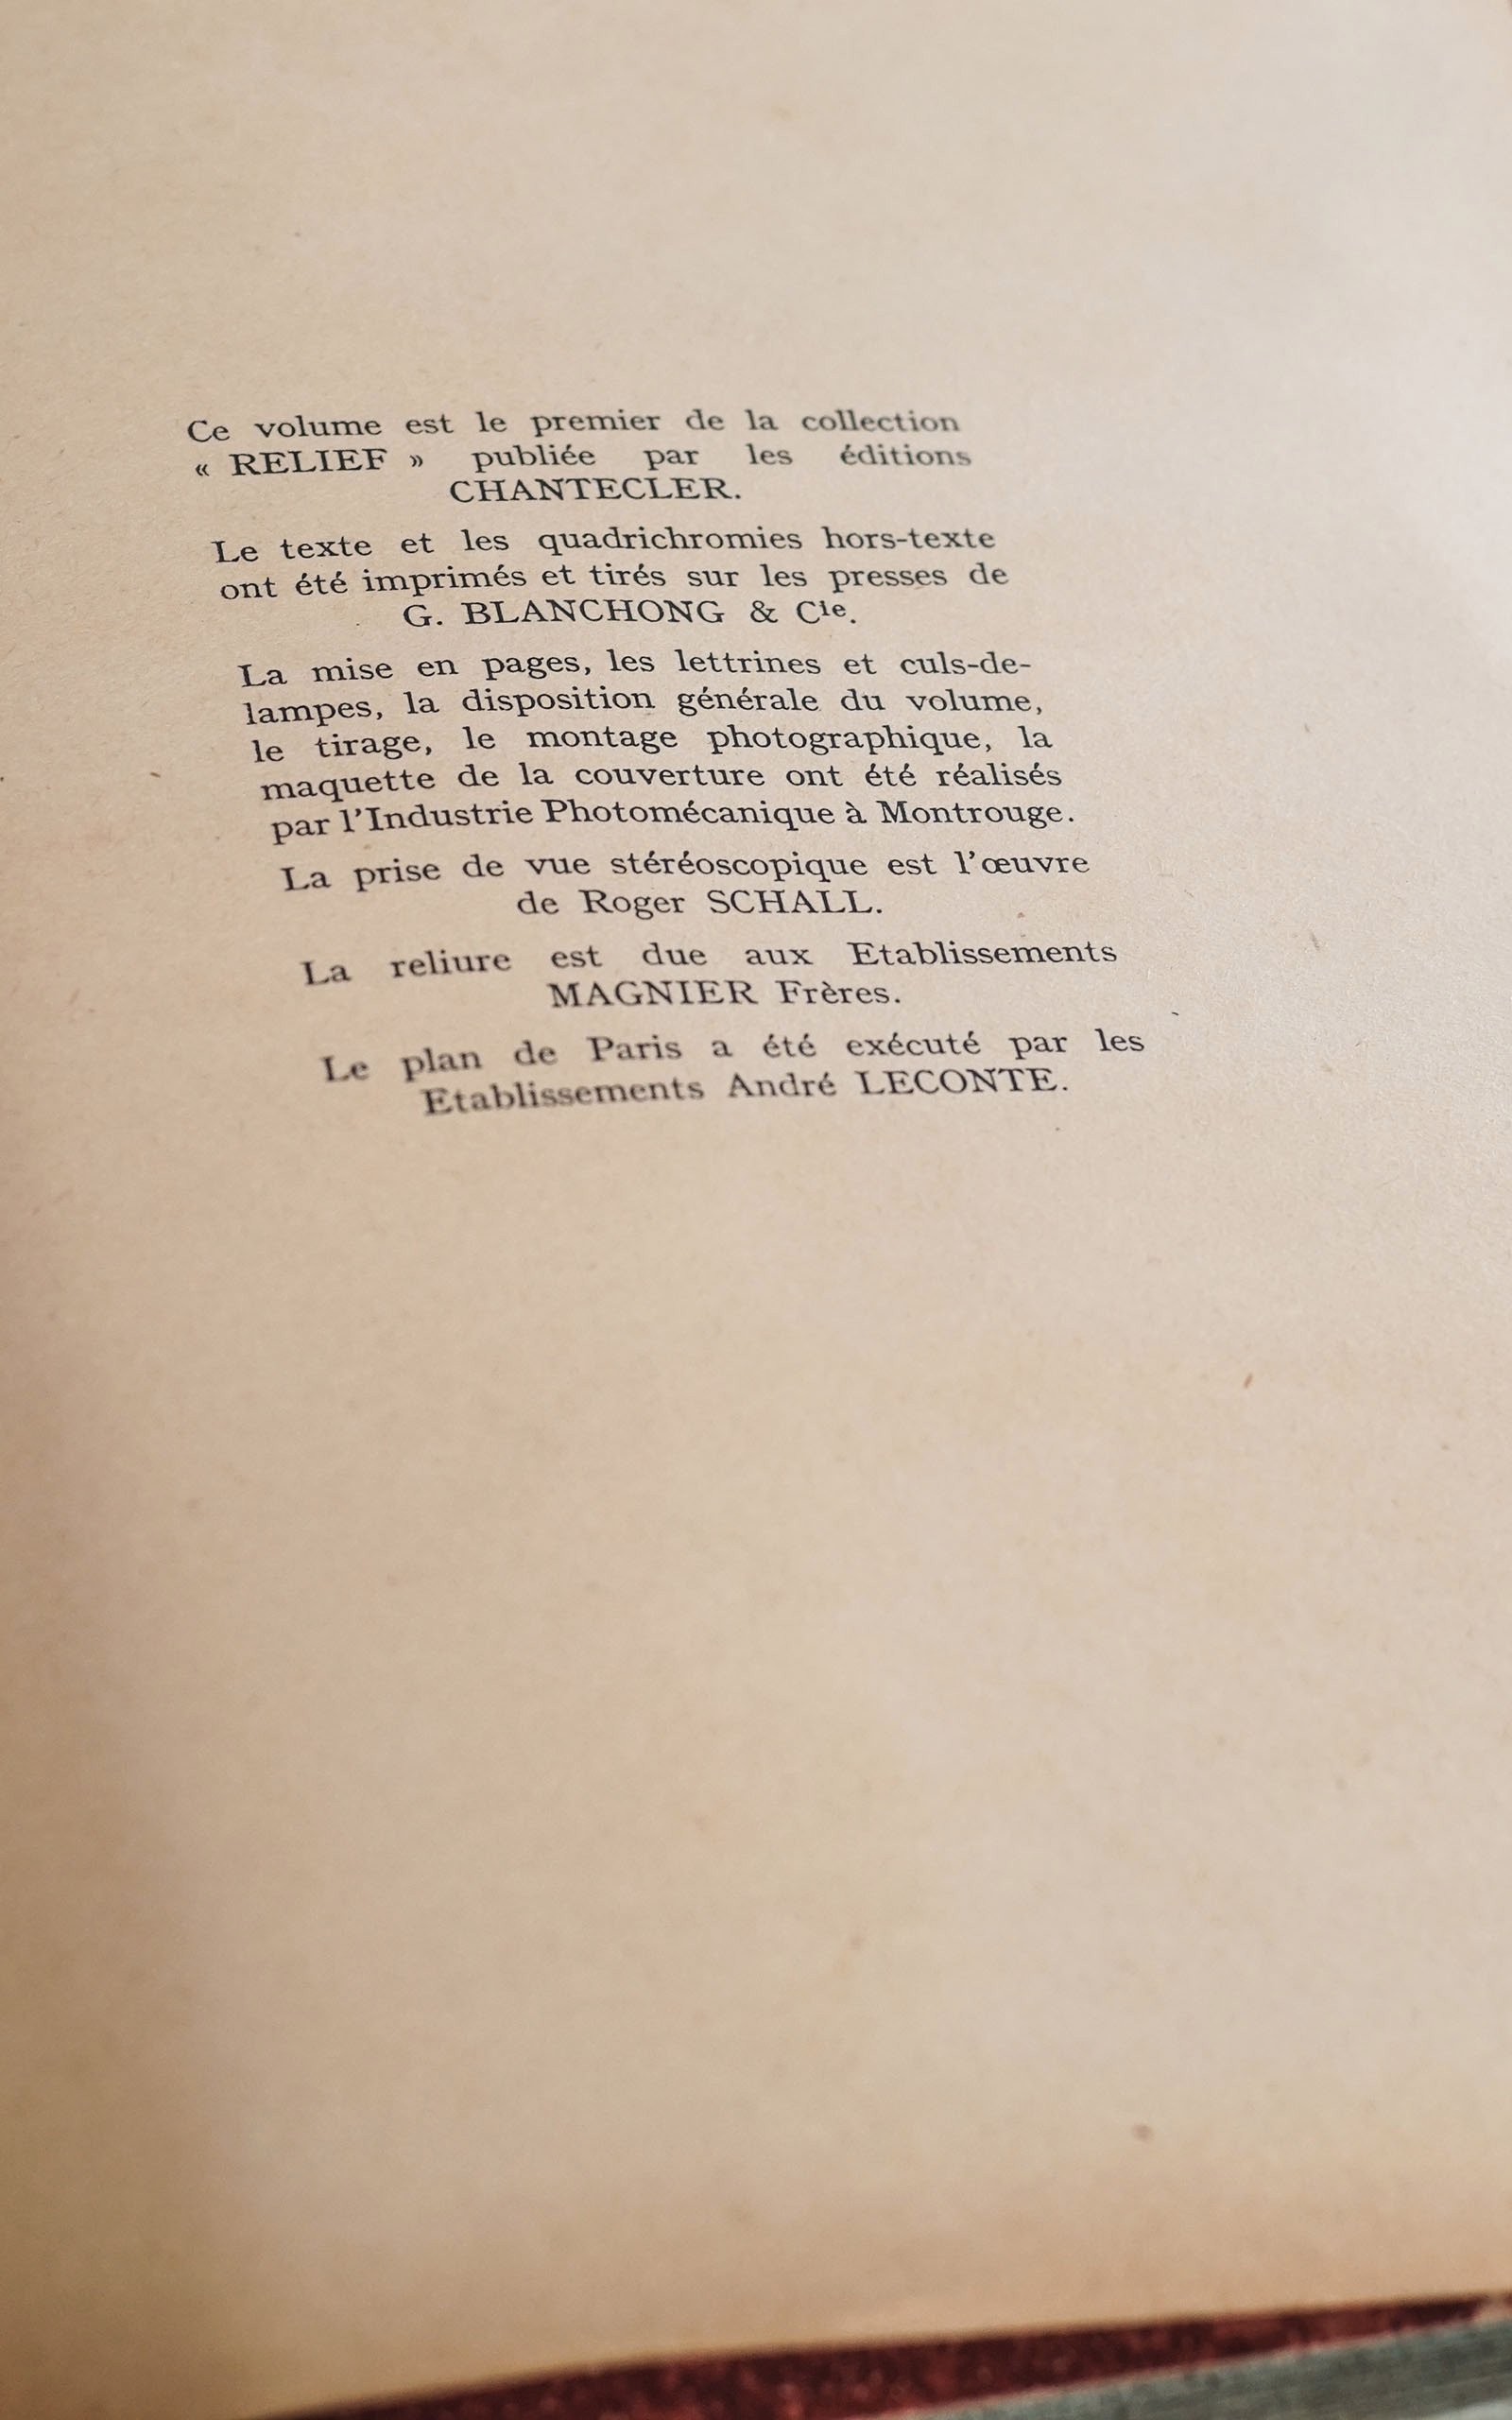 Ce volume est le premier de la collection
« RELIEF » publiée par les éditions
CHANTECLER.
Le texte et les quadrichromies hors-texte
ont été imprimés et tirés sur les presses de
G. BLANCHONG & Cie.
La mise en pages, les lettrines et culs-de-
lampes, la disposition générale du volume,
le tirage, le montage photographique, la
maquette de la couverture ont été réalisés
par l'Industrie Photomécanique à Montrouge.
La prise de vue stéréoscopique est l'œuvre
de Roger SCHALL.
La reliure est due aux Etablissements
MAGNIER Frères.
Le plan de Paris a été exécuté par les
Etablissements André LECONTE.